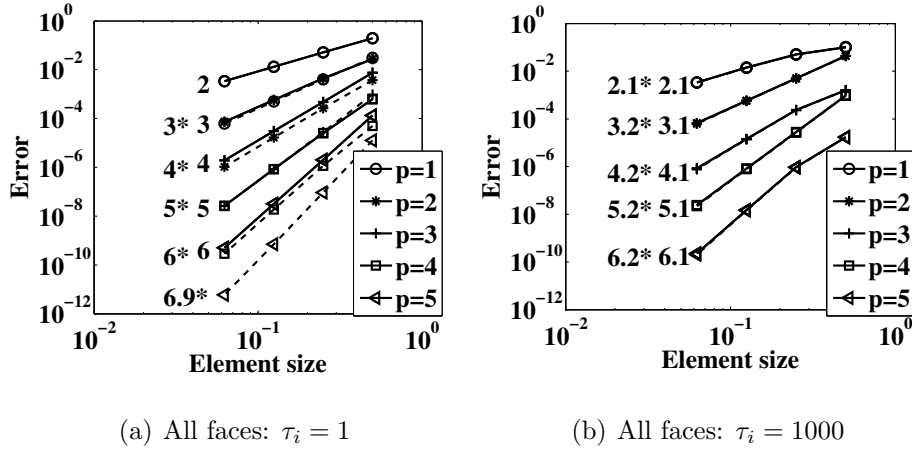 10^0
10^-2
10^-4
10^-6
10^-8
10^-10
10^-12
Error
2
3* 3
4* 4
5* 5
6* 6
6.9*
p=1
p=2
p=3
p=4
p=5
10^-2
10^-1
10^0
Element size
(a) All faces: τ_i = 1
10^0
10^-2
10^-4
10^-6
10^-8
10^-10
10^-12
Error
2.1* 2.1
3.2* 3.1
4.2* 4.1
5.2* 5.1
6.2* 6.1
p=1
p=2
p=3
p=4
p=5
10^-2
10^-1
10^0
Element size
(b) All faces: τ_i = 1000